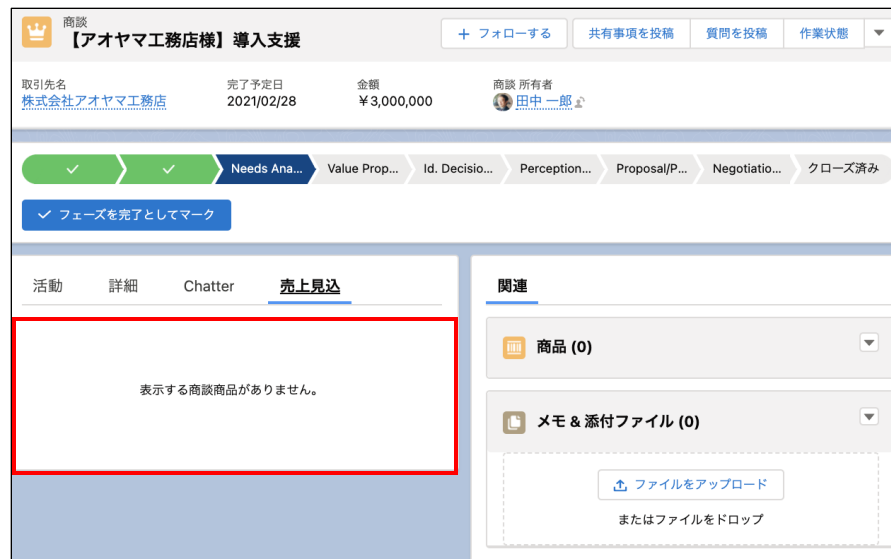 商談
【アオヤマ工務店様】導入支援
+ フォローする
共有事項を投稿
質問を投稿
作業状態
取引先名
完了予定日
金額
商談 所有者
株式会社アオヤマ工務店
2021/02/28
¥3,000,000
田中 一郎
Needs Ana...
Value Prop...
Id. Decisio...
Perception...
Proposal/P...
Negotiatio...
クローズ済み
フェーズを完了としてマーク
活動
詳細
Chatter
売上見込
表示する商談商品がありません。
関連
商品 (0)
メモ & 添付ファイル (0)
ファイルをアップロード
またはファイルをドロップ